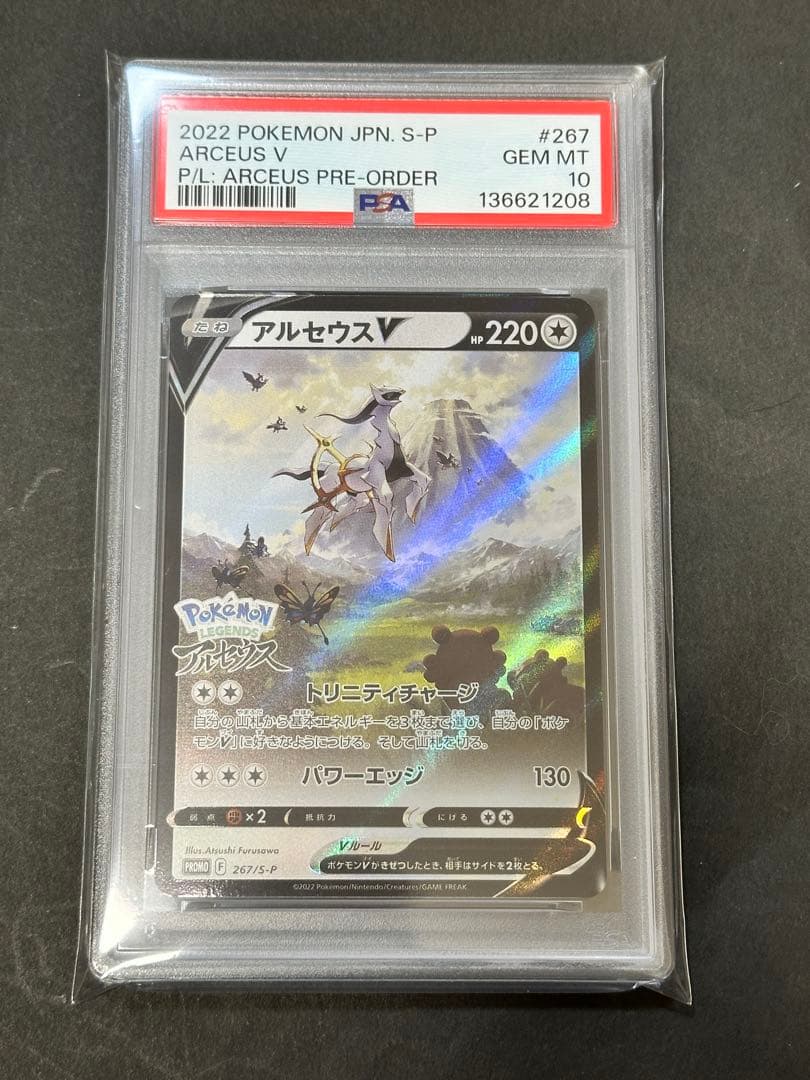 2022 POKEMON JPN. S-P #267
ARCEUS V GEM MT
P/L: ARCEUS PRE-ORDER 10
PSA 136621208
たね アルセウスV HP 220
Pokémon
LEGENDS
アルセウス
トリニティチャージ
自分の山札から基本エネルギーを3枚まで選び、自分の「ポケ
モンV」に好きなようにつける。そして山札を切る。
パワーエッジ 130
弱点 ×2 抵抗力 にげる
Illus.Atsushi Furusawa
Vルール
PROMO F 267/S-P ポケモンVがきぜつしたとき、相手はサイドを2枚とる。
©2022 Pokémon/Nintendo/Creatures/GAME FREAK